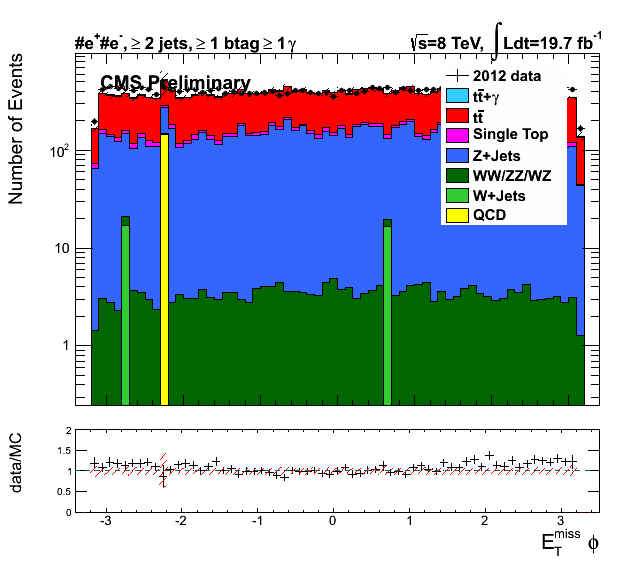 #e⁺#e⁻, ≥ 2 jets, ≥ 1 btag ≥ 1 γ
√s=8 TeV, ∫Ldt=19.7 fb⁻¹
CMS Preliminary
Number of Events
10²
10
1
2012 data
tt̄+γ
tt̄
Single Top
Z+Jets
WW/ZZ/WZ
W+Jets
QCD
data/MC
2
1.5
1
0.5
0
-3 -2 -1 0 1 2 3
E_T^miss ϕ